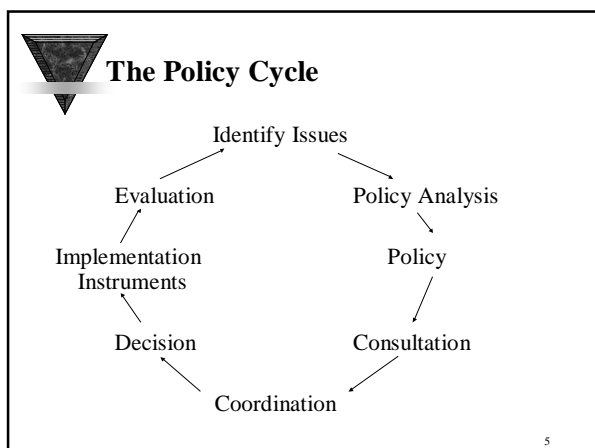 The Policy Cycle
Identify Issues
Evaluation
Policy Analysis
Implementation
Instruments
Policy
Decision
Consultation
Coordination
5